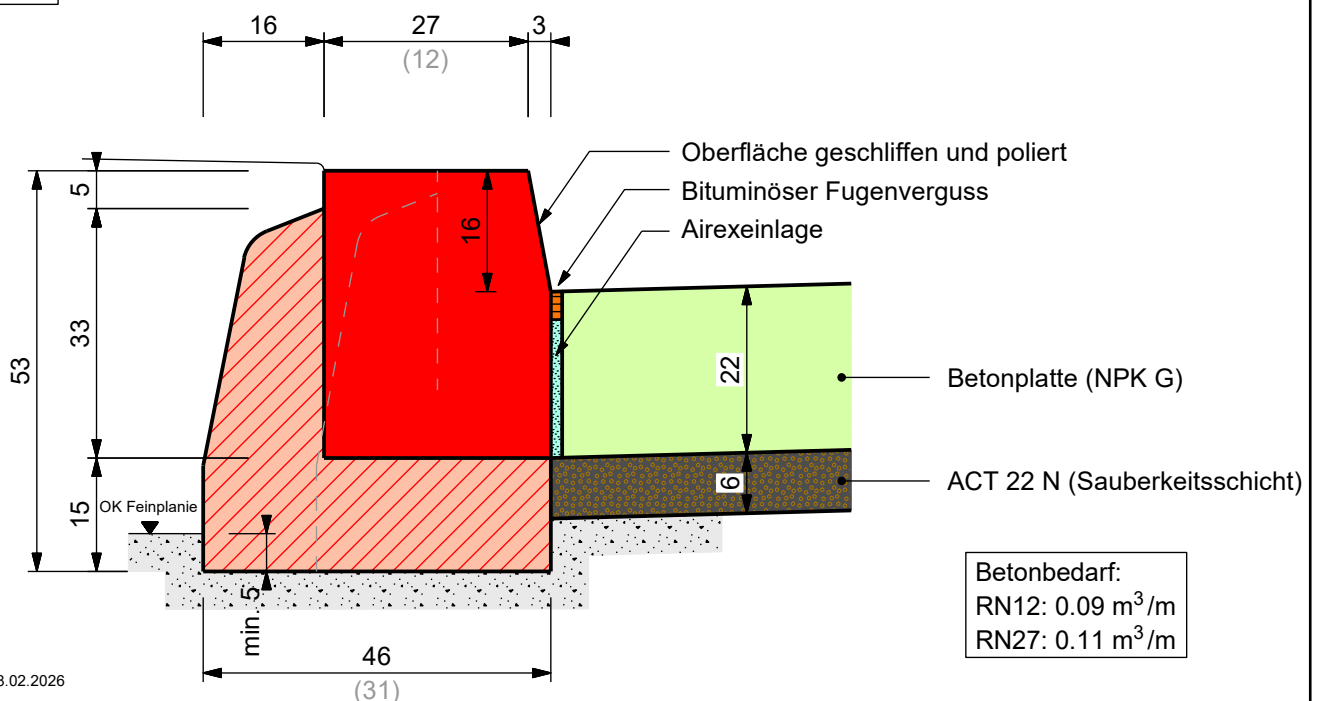 16
27
3
(12)
Oberfläche geschliffen und poliert
Bituminöser Fugenverguss
Airexeinlage
5
16
33
53
22
Betonplatte (NPK G)
6
ACT 22 N (Sauberkeitsschicht)
15
OK Feinplanie
min. 5
Betonbedarf:
RN12: 0.09 m³/m
RN27: 0.11 m³/m
46
(31)
.02.2026